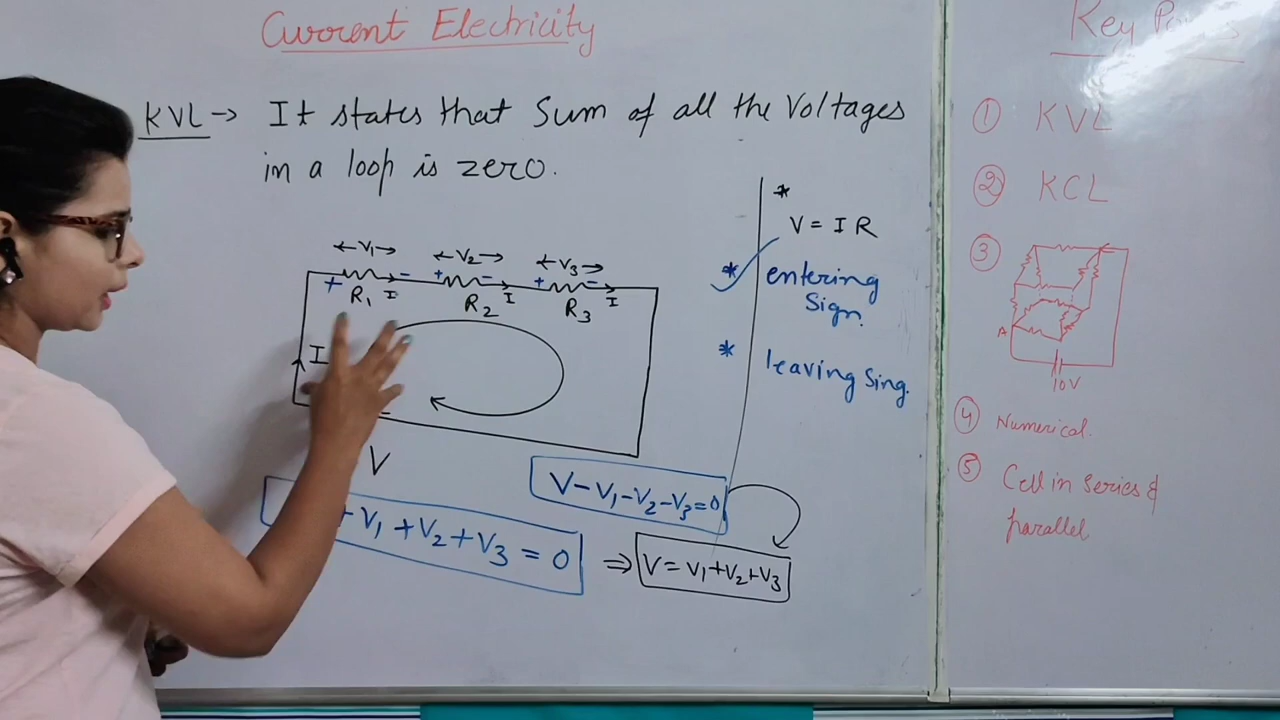 Current Electricity
KVL → It states that Sum of all the Voltages
in a loop is zero.
←V1→ ←V2→ ←V3→
+ - + - + -
R1 I R2 I R3 I
I
V
V-V1-V2-V3=0
+V1+V2+V3=0
⇒ V=V1+V2+V3
*
V = IR
* entering
Sign.
* leaving Sing.
Key
① KVL
② KCL
③
A
10V
④ Numerical.
⑤ Cell in series &
parallel